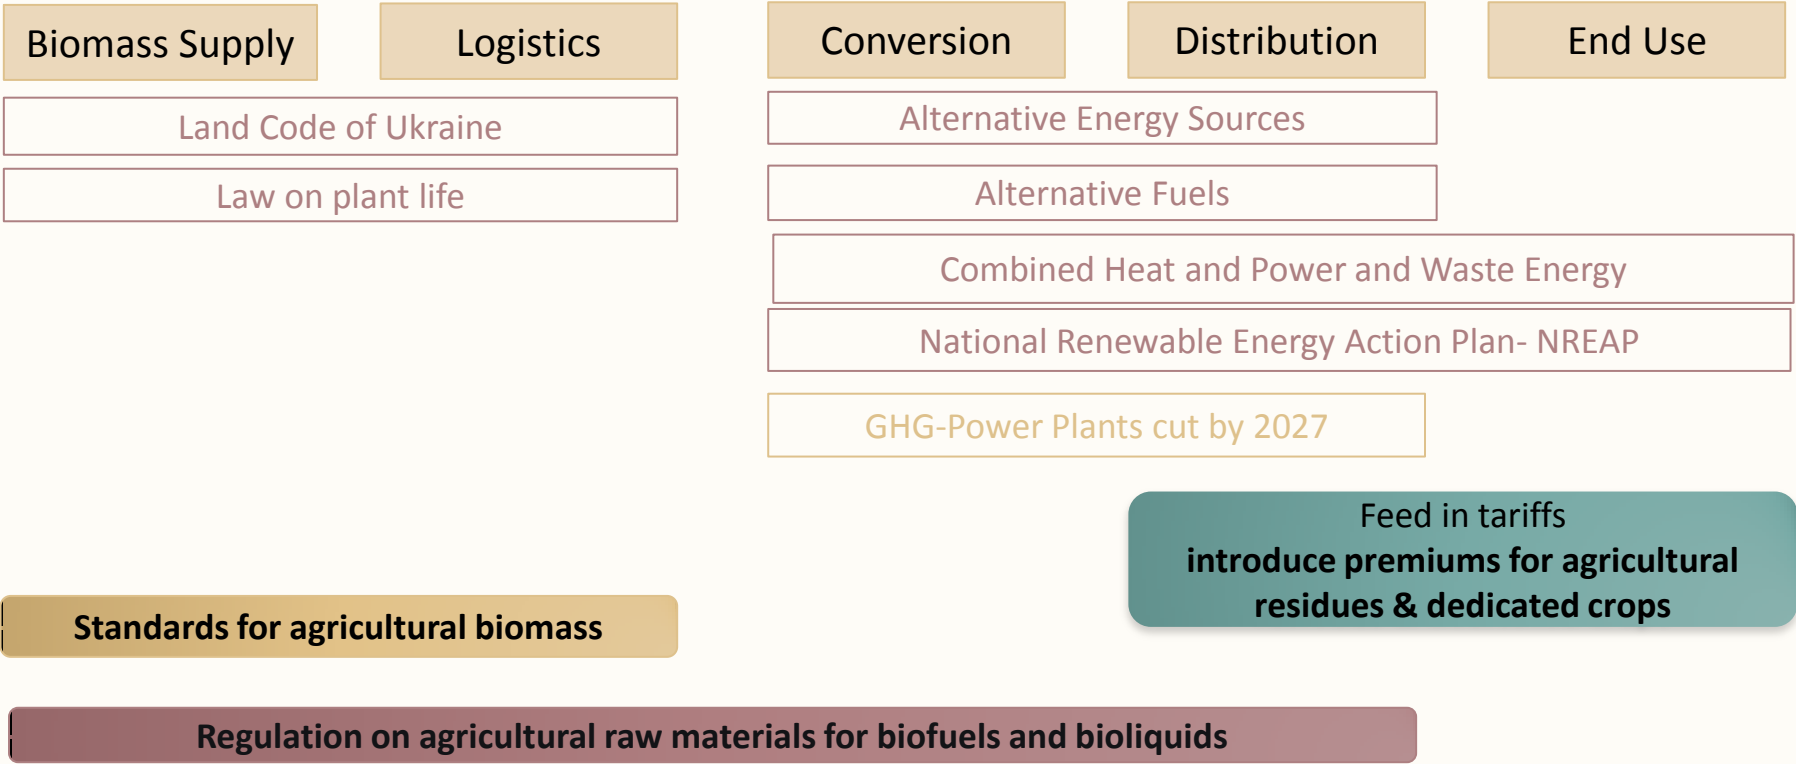 Biomass Supply
Logistics
Conversion
Distribution
End Use
Land Code of Ukraine
Law on plant life
Alternative Energy Sources
Alternative Fuels
Combined Heat and Power and Waste Energy
National Renewable Energy Action Plan- NREAP
GHG-Power Plants cut by 2027
Feed in tariffs
introduce premiums for agricultural
residues & dedicated crops
Standards for agricultural biomass
Regulation on agricultural raw materials for biofuels and bioliquids